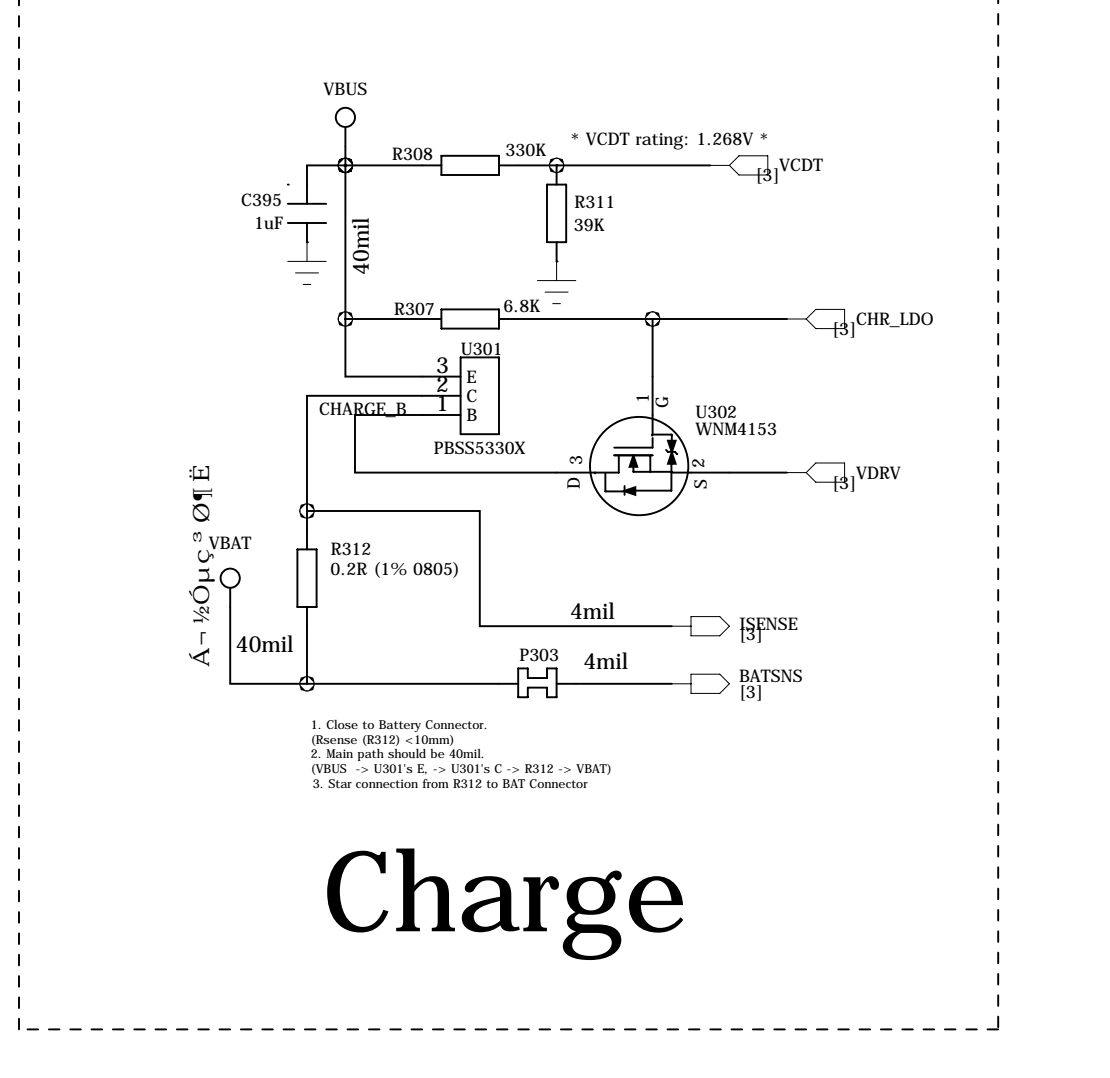 VBUS
* VCDT rating: 1.268V *
R308
330K
VCDT
[3]
C395
1uF
R311
39K
40mil
R307
6.8K
CHR_LDO
[3]
U301
3
E
2
C
CHARGE_B
1
B
PBSS5330X
1
G
U302
WNM4153
D
3
S
2
VDRV
[3]
Á¬½Óµç³Ø¶Ë
VBAT
R312
0.2R (1% 0805)
40mil
4mil
ISENSE
[3]
P303
4mil
BATSNS
[3]
1. Close to Battery Connector.
(Rsense (R312) <10mm)
2. Main path should be 40mil.
(VBUS -> U301's E, -> U301's C -> R312 -> VBAT)
3. Star connection from R312 to BAT Connector
Charge